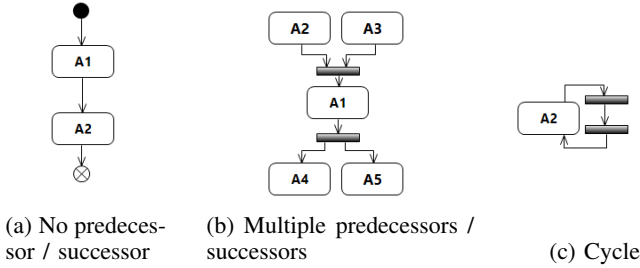 A1
A2
A2 A3
A1
A4 A5
A2
(a) No predeces-
sor / successor
(b) Multiple predecessors /
successors
(c) Cycle